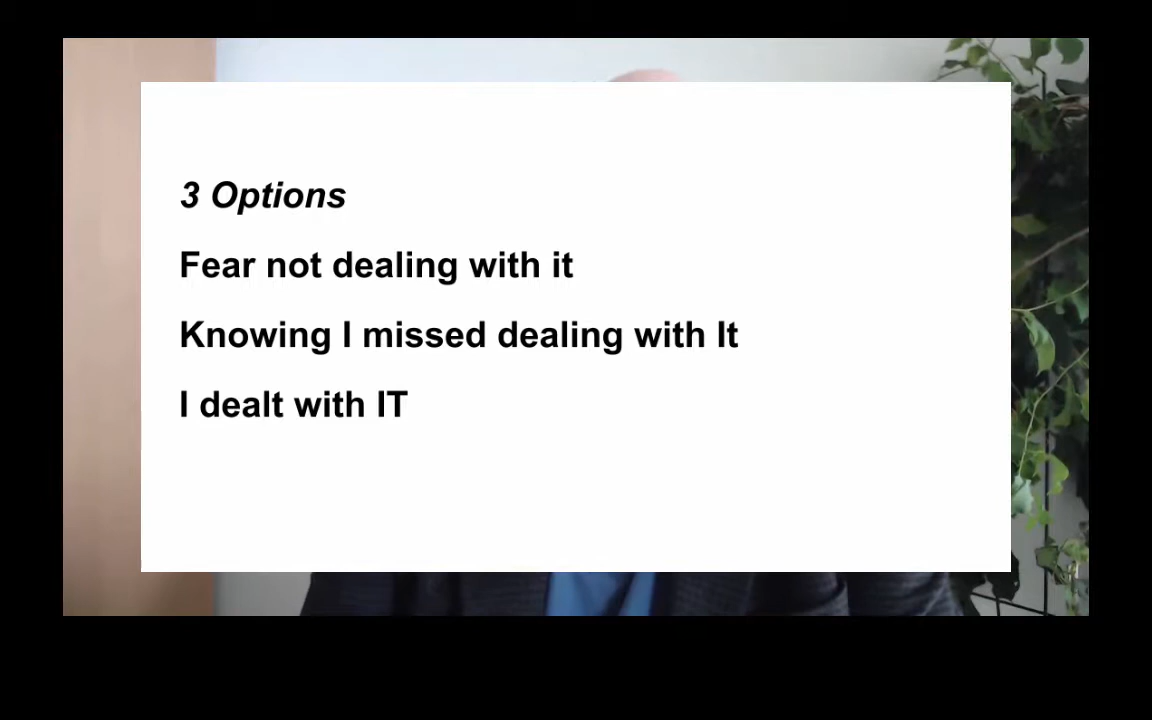 3 Options
Fear not dealing with it
Knowing I missed dealing with It
I dealt with IT